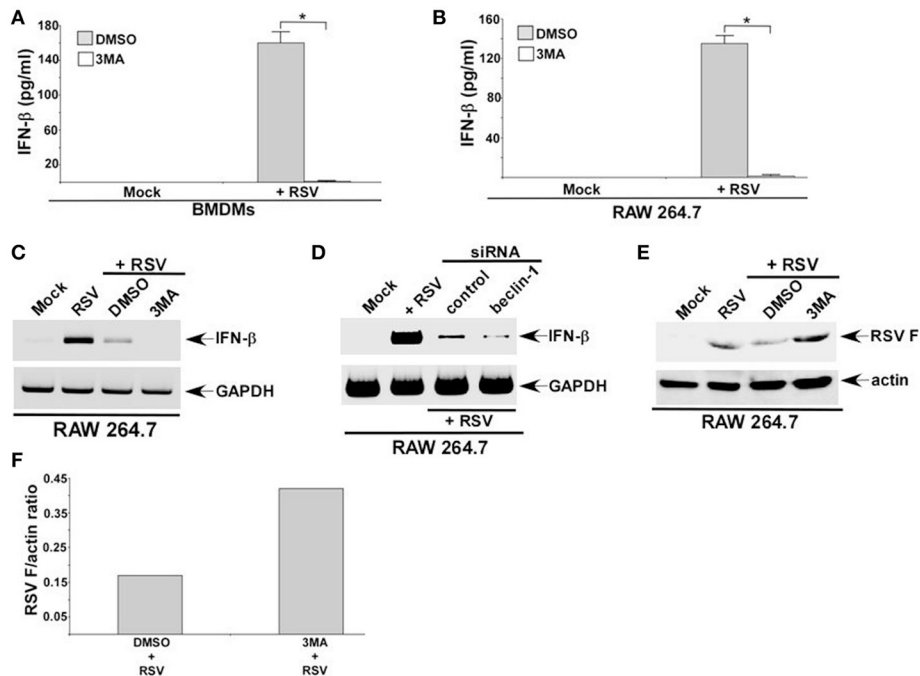 A
IFN-β (pg/ml)
180
140
100
60
20
DMSO
3MA
*
Mock
+ RSV
BMDMs
B
IFN-β (pg/ml)
160
120
80
40
DMSO
3MA
*
Mock
+ RSV
RAW 264.7
C
+ RSV
Mock
RSV
DMSO
3MA
IFN-β
GAPDH
RAW 264.7
D
siRNA
Mock
+ RSV
control
beclin-1
IFN-β
GAPDH
+ RSV
RAW 264.7
E
+ RSV
Mock
RSV
DMSO
3MA
RSV F
actin
RAW 264.7
F
RSV F/actin ratio
0.45
0.35
0.25
0.15
0.05
DMSO
+
RSV
3MA
+
RSV